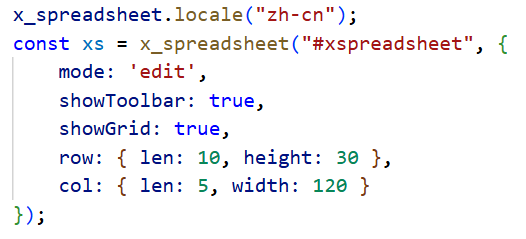 x_spreadsheet.locale("zh-cn");
const xs = x_spreadsheet("#xspreadsheet", {
    mode: 'edit',
    showToolbar: true,
    showGrid: true,
    row: { len: 10, height: 30 },
    col: { len: 5, width: 120 }
});